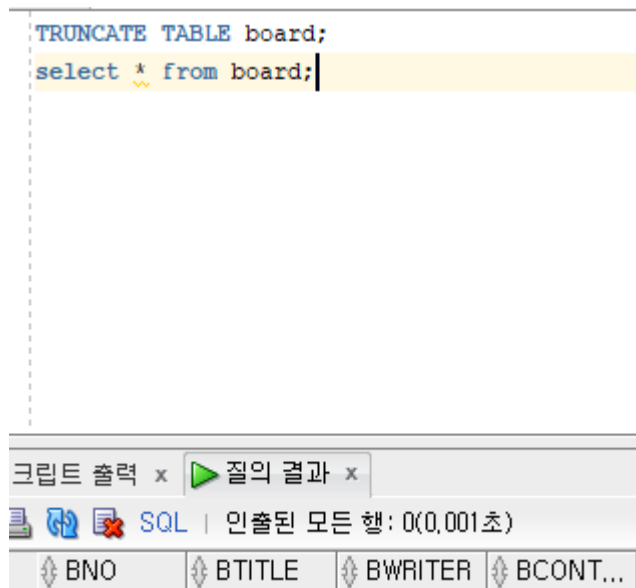 TRUNCATE TABLE board;
select * from board;
크립트 출력 x 질의 결과 x
SQL | 인출된 모든 행: 0(0,001초)
BNO BTITLE BWRITER BCONT...